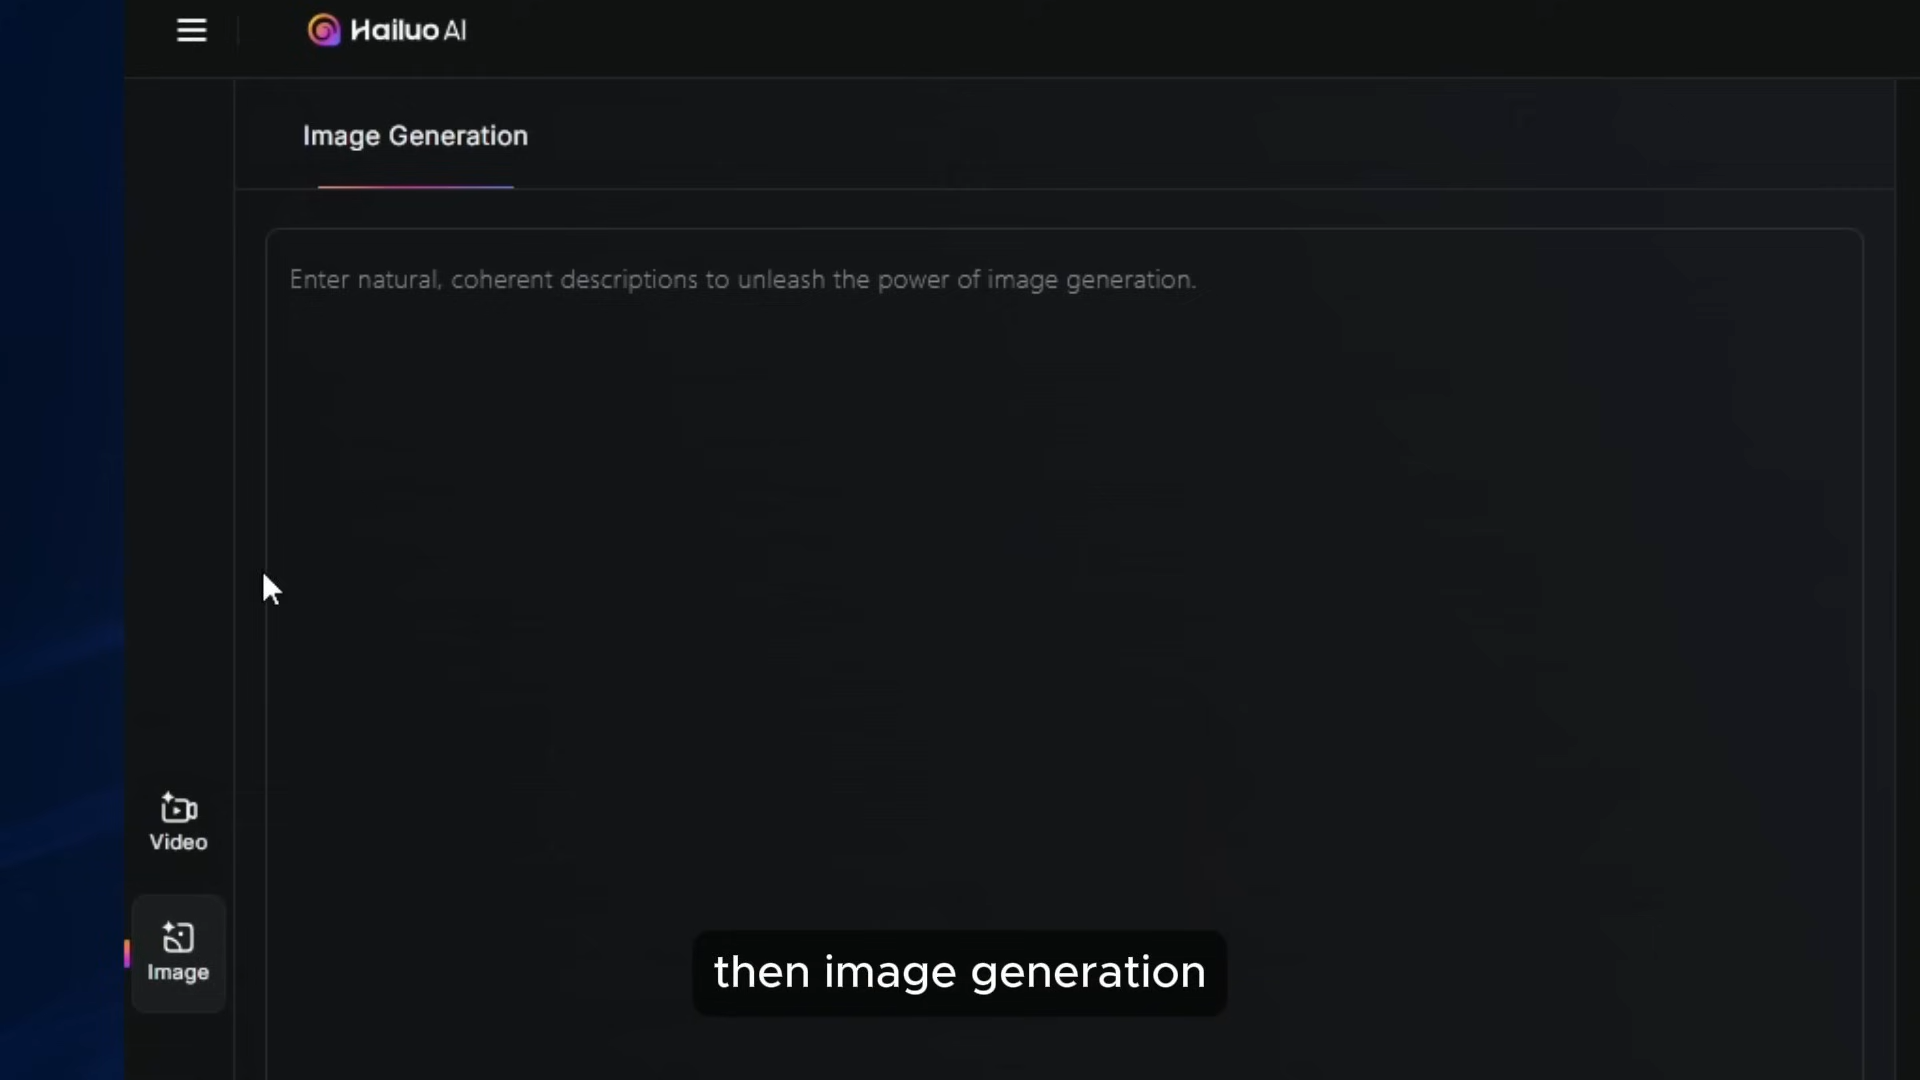 Hailuo AI
Image Generation
Enter natural, coherent descriptions to unleash the power of image generation.
Video
Image
then image generation